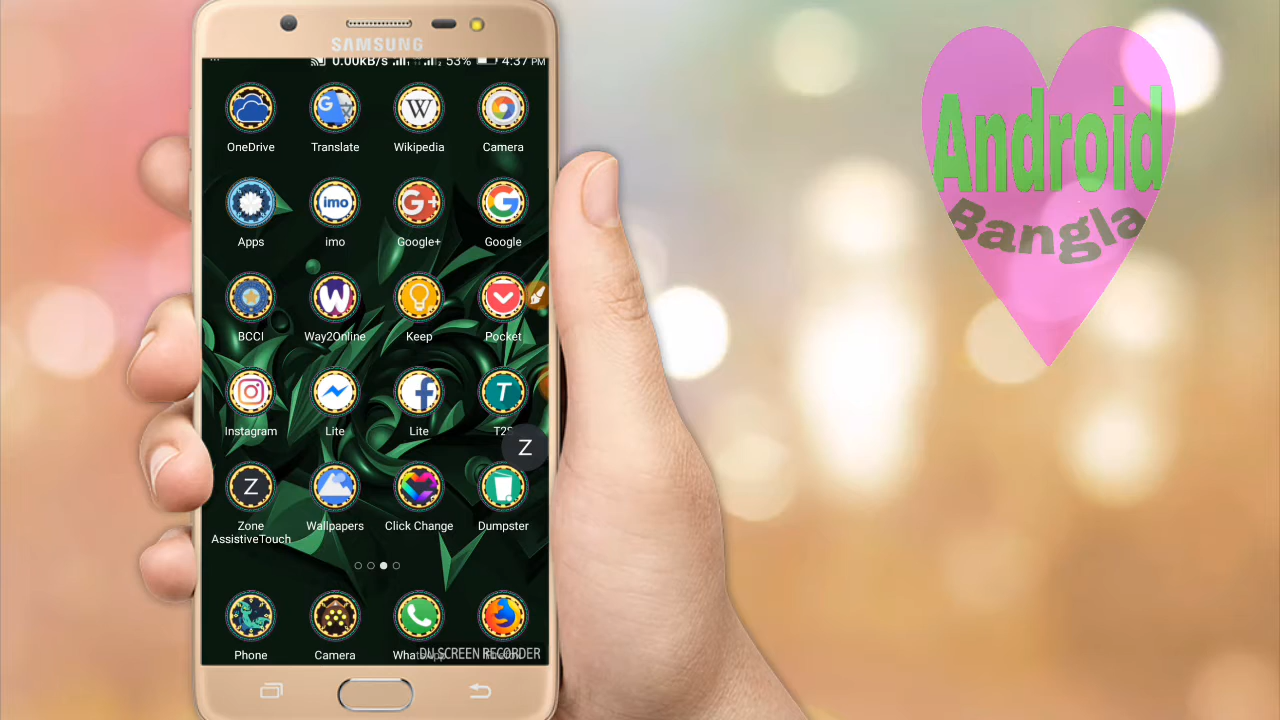 SAMSUNG
0.00kB/s 53% 4:37 PM
OneDrive Translate Wikipedia Camera
Apps imo Google+ Google
BCCI Way2Online Keep Pocket
Instagram Lite Lite
Zone AssistiveTouch Wallpapers Click Change Dumpster
Phone Camera
DU SCREEN RECORDER
imo
G+
W
W
T
Z
Z
Android
Bangla